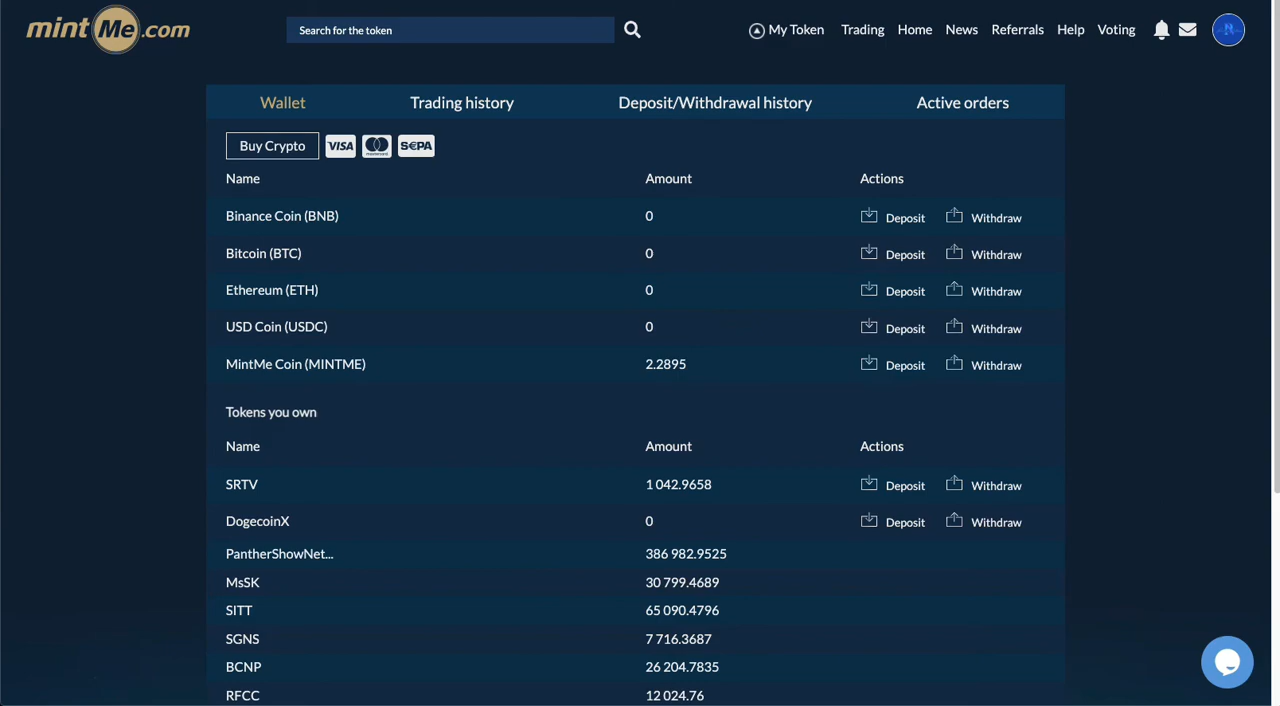 mintMe.com
Search for the token
My Token Trading Home News Referrals Help Voting
Wallet Trading history Deposit/Withdrawal history Active orders
Buy Crypto VISA mastercard S€PA
Name Amount Actions
Binance Coin (BNB) 0 Deposit Withdraw
Bitcoin (BTC) 0 Deposit Withdraw
Ethereum (ETH) 0 Deposit Withdraw
USD Coin (USDC) 0 Deposit Withdraw
MintMe Coin (MINTME) 2.2895 Deposit Withdraw
Tokens you own
Name Amount Actions
SRTV 1 042.9658 Deposit Withdraw
DogecoinX 0 Deposit Withdraw
PantherShowNet... 386 982.9525
MsSK 30 799.4689
SITT 65 090.4796
SGNS 7 716.3687
BCNP 26 204.7835
RFCC 12 024.76